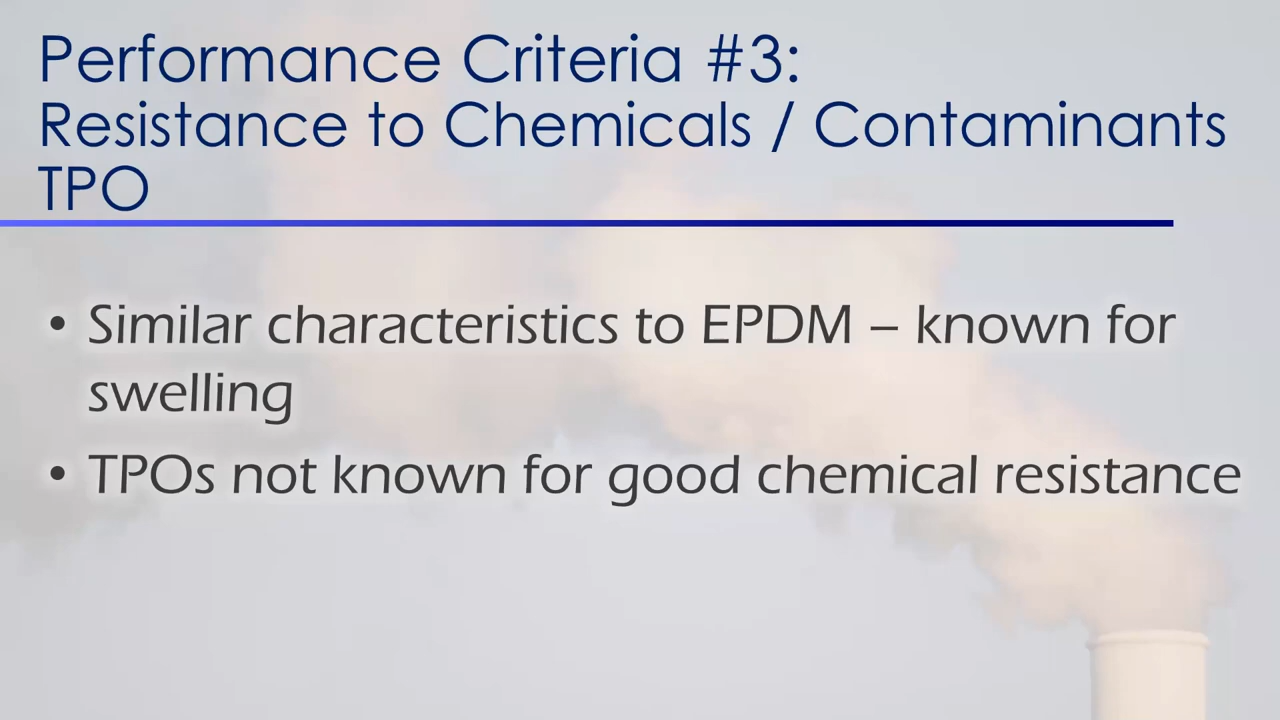 Performance Criteria #3:
Resistance to Chemicals / Contaminants
TPO
• Similar characteristics to EPDM – known for
swelling
• TPOs not known for good chemical resistance